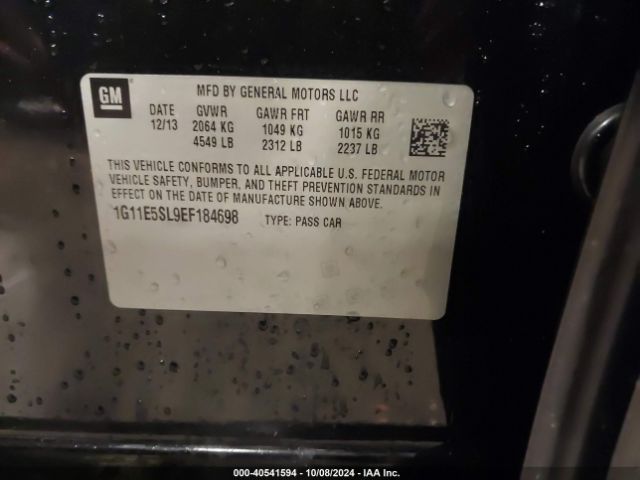 GM
MFD BY GENERAL MOTORS LLC
DATE GVWR GAWR FRT GAWR RR
12/13 2064 KG 1049 KG 1015 KG
4549 LB 2312 LB 2237 LB
THIS VEHICLE CONFORMS TO ALL APPLICABLE U.S. FEDERAL MOTOR
VEHICLE SAFETY, BUMPER, AND THEFT PREVENTION STANDARDS IN
EFFECT ON THE DATE OF MANUFACTURE SHOWN ABOVE.
1G11E5SL9EF184698 TYPE: PASS CAR
000-40541594 - 10/08/2024 - IAA Inc.